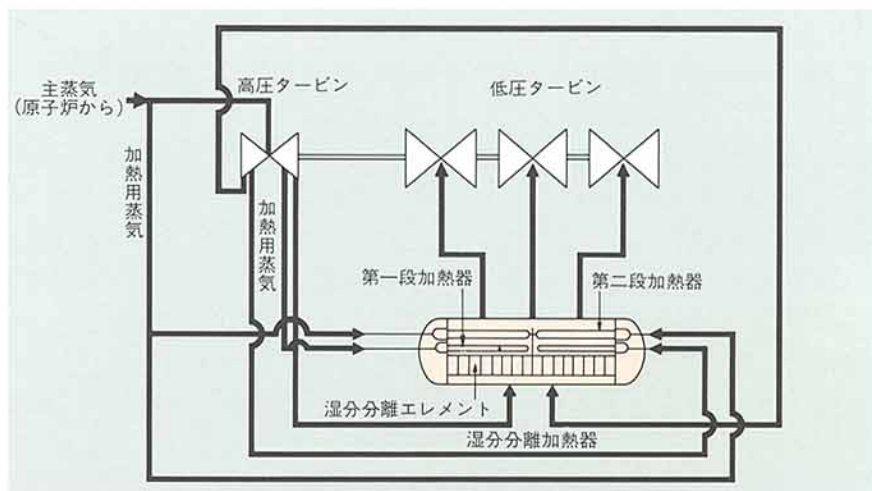 主蒸気
(原子炉から)
高圧タービン
低圧タービン
加熱用蒸気
加熱用蒸気
第一段加熱器
第二段加熱器
湿分分離エレメント
湿分分離加熱器